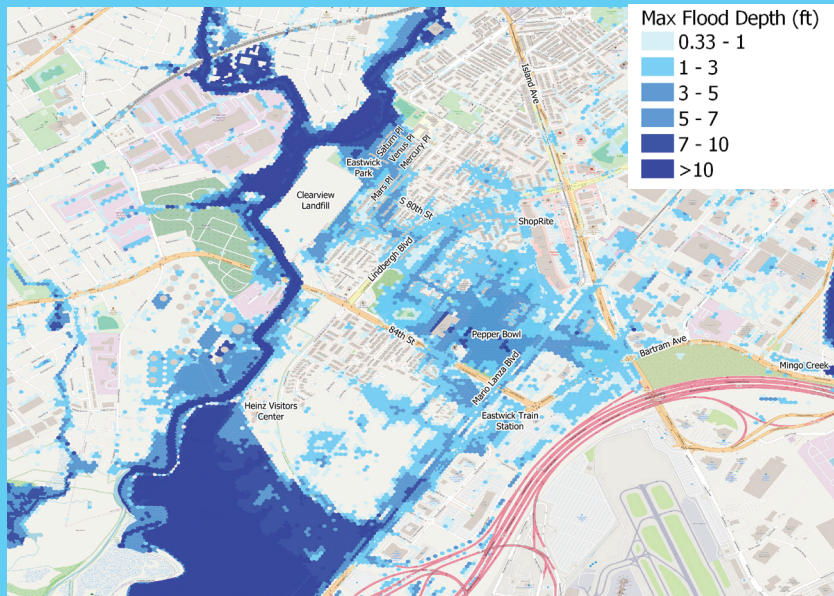 Max Flood Depth (ft)
0.33 - 1
1 - 3
3 - 5
5 - 7
7 - 10
>10
Island Ave
Saturn Pl
Venus Pl
Mercury Pl
Eastwick
Park
Mars Pl
Clearview
Landfill
S 80th St
ShopRite
Lindbergh Blvd
84th St
Pepper Bowl
Bartram Ave
Mario Lanza Blvd
Mingo Creek
Heinz Visitors
Center
Eastwick Train
Station